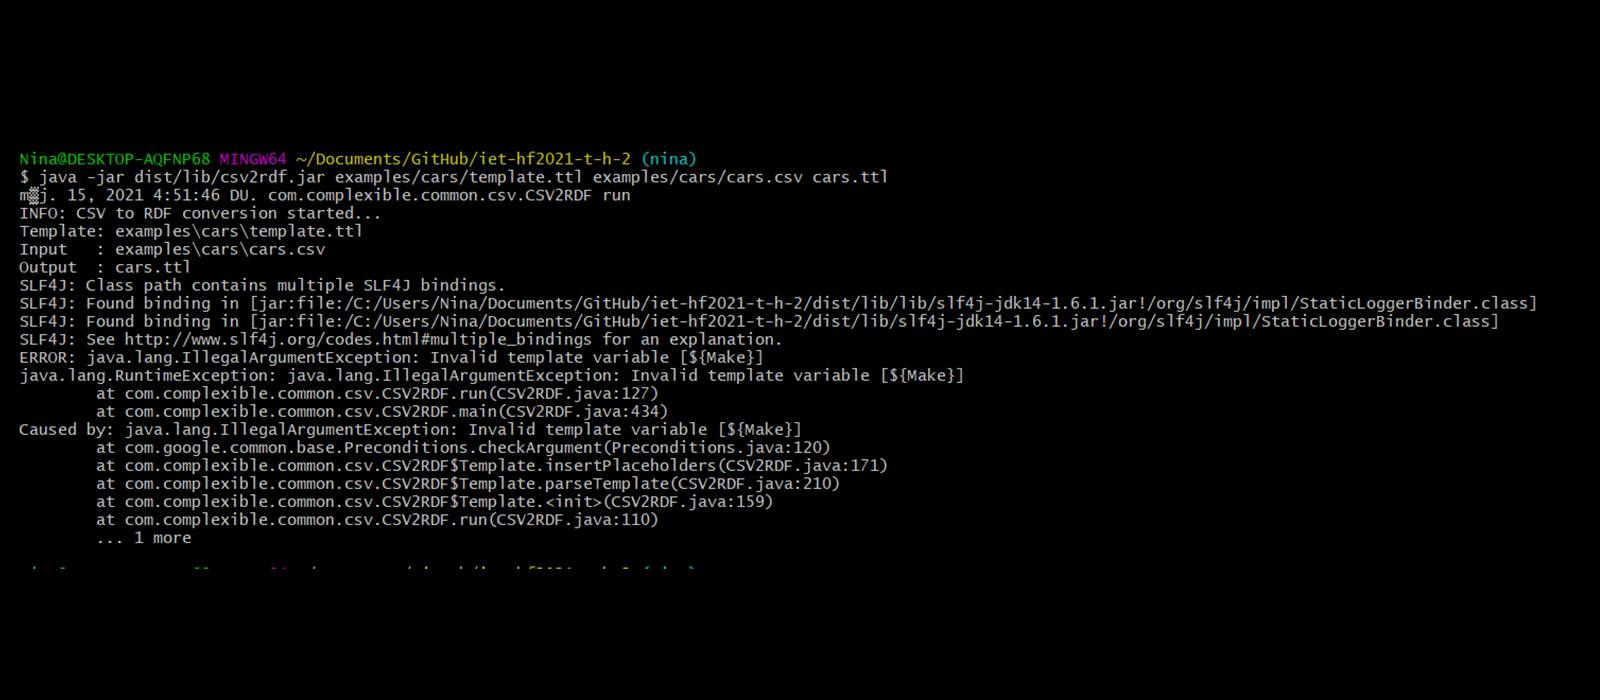 Nina@DESKTOP-AQFNP68 MINGW64 ~/Documents/GitHub/iet-hf2021-t-h-2 (nina)
$ java -jar dist/lib/csv2rdf.jar examples/cars/template.ttl examples/cars/cars.csv cars.ttl
m▒j. 15, 2021 4:51:46 DU. com.complexible.common.csv.CSV2RDF run
INFO: CSV to RDF conversion started...
Template: examples\cars\template.ttl
Input   : examples\cars\cars.csv
Output  : cars.ttl
SLF4J: Class path contains multiple SLF4J bindings.
SLF4J: Found binding in [jar:file:/C:/Users/Nina/Documents/GitHub/iet-hf2021-t-h-2/dist/lib/lib/slf4j-jdk14-1.6.1.jar!/org/slf4j/impl/StaticLoggerBinder.class]
SLF4J: Found binding in [jar:file:/C:/Users/Nina/Documents/GitHub/iet-hf2021-t-h-2/dist/lib/slf4j-jdk14-1.6.1.jar!/org/slf4j/impl/StaticLoggerBinder.class]
SLF4J: See http://www.slf4j.org/codes.html#multiple_bindings for an explanation.
ERROR: java.lang.IllegalArgumentException: Invalid template variable [${Make}]
java.lang.RuntimeException: java.lang.IllegalArgumentException: Invalid template variable [${Make}]
        at com.complexible.common.csv.CSV2RDF.run(CSV2RDF.java:127)
        at com.complexible.common.csv.CSV2RDF.main(CSV2RDF.java:434)
Caused by: java.lang.IllegalArgumentException: Invalid template variable [${Make}]
        at com.google.common.base.Preconditions.checkArgument(Preconditions.java:120)
        at com.complexible.common.csv.CSV2RDF$Template.insertPlaceholders(CSV2RDF.java:171)
        at com.complexible.common.csv.CSV2RDF$Template.parseTemplate(CSV2RDF.java:210)
        at com.complexible.common.csv.CSV2RDF$Template.<init>(CSV2RDF.java:159)
        at com.complexible.common.csv.CSV2RDF.run(CSV2RDF.java:110)
        ... 1 more